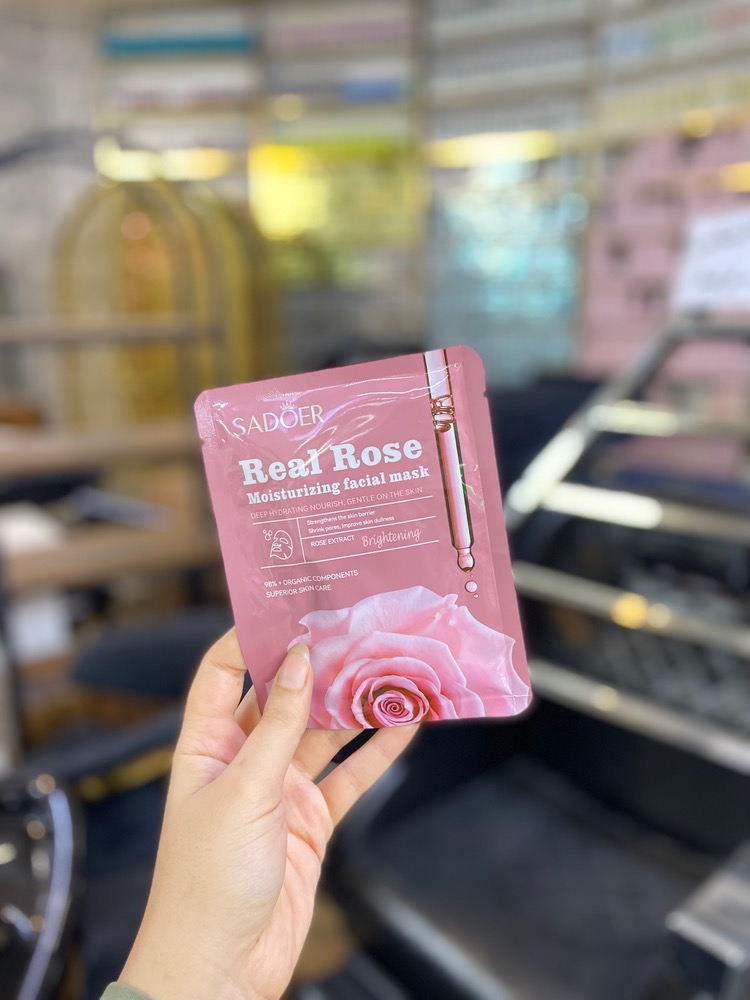 SADOER
Real Rose
Moisturizing facial mask
DEEP HYDRATING NOURISH, GENTLE ON THE SKIN
Strengthens the skin barrier
Shrink pores, improve skin dullness
ROSE EXTRACT Brightening
98% + ORGANIC COMPONENTS
SUPERIOR SKIN CARE